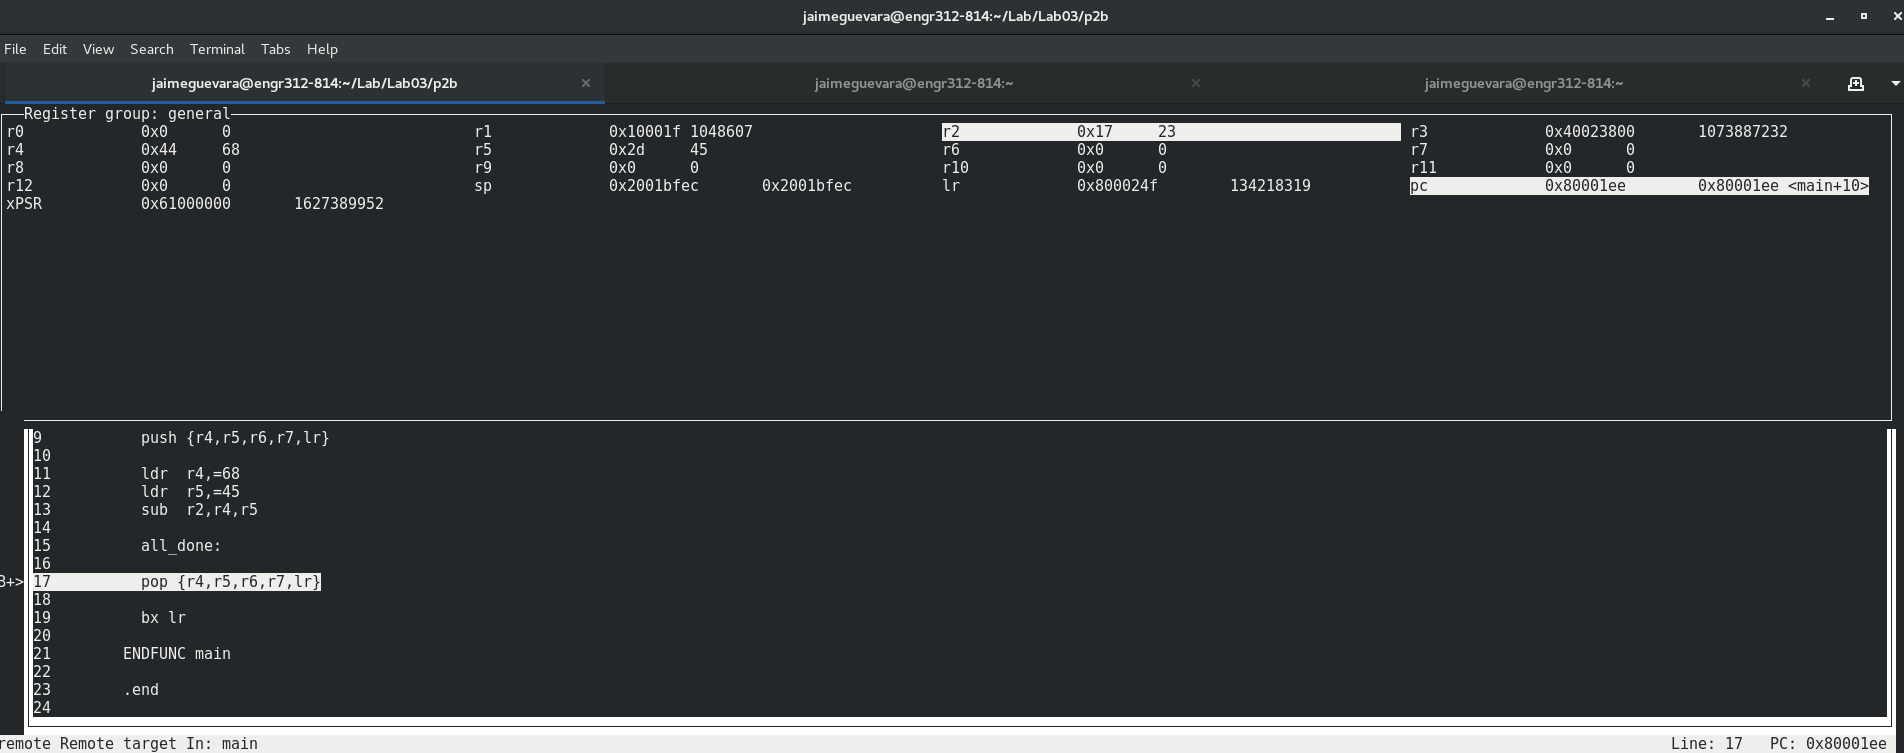 jaimeguevara@engr312-814:~/Lab/Lab03/p2b
File Edit View Search Terminal Tabs Help
jaimeguevara@engr312-814:~/Lab/Lab03/p2b × jaimeguevara@engr312-814:~ × jaimeguevara@engr312-814:~ ×
Register group: general
r0 0x0 0 r1 0x10001f 1048607 r2 0x17 23 r3 0x40023800 1073887232
r4 0x44 68 r5 0x2d 45 r6 0x0 0 r7 0x0 0
r8 0x0 0 r9 0x0 0 r10 0x0 0 r11 0x0 0
r12 0x0 0 sp 0x2001bfec 0x2001bfec lr 0x800024f 134218319 pc 0x80001ee 0x80001ee <main+10>
xPSR 0x61000000 1627389952
9 push {r4,r5,r6,r7,lr}
10
11 ldr r4,=68
12 ldr r5,=45
13 sub r2,r4,r5
14
15 all_done:
16
B+>17 pop {r4,r5,r6,r7,lr}
18
19 bx lr
20
21 ENDFUNC main
22
23 .end
24
remote Remote target In: main Line: 17 PC: 0x80001ee